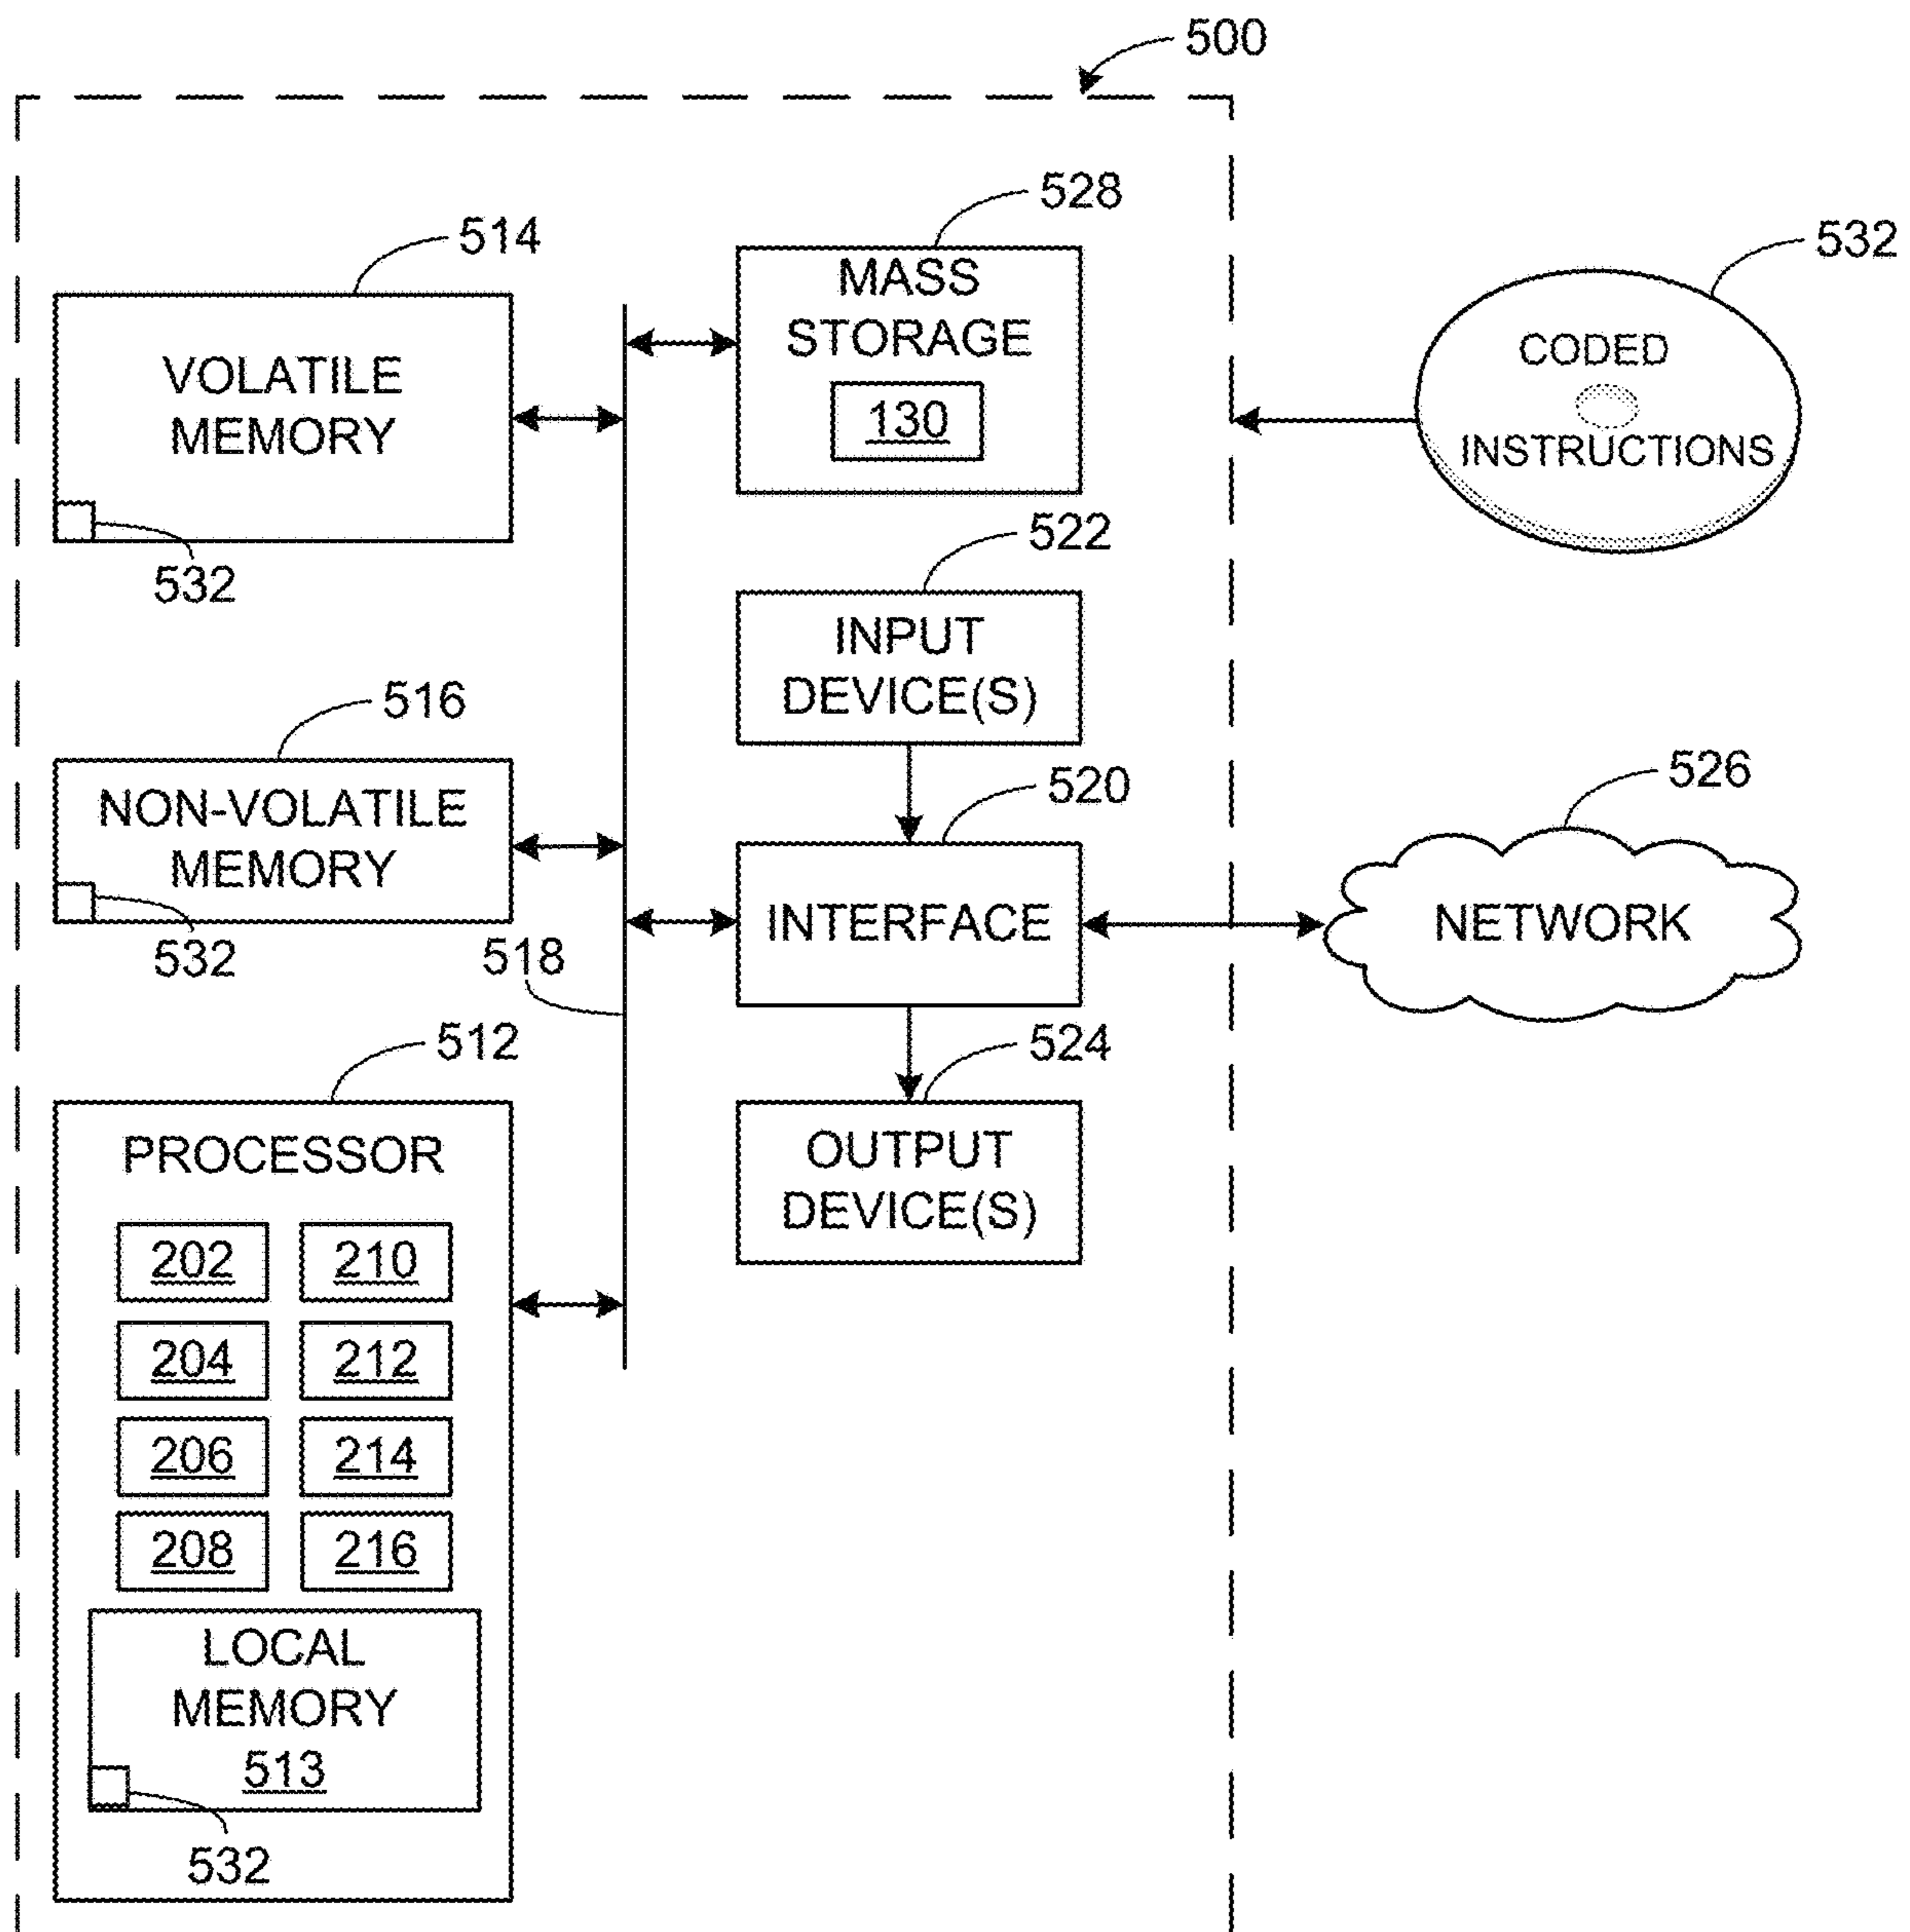 500
528
514
532
MASS
STORAGE
130
VOLATILE
MEMORY
532
CODED
INSTRUCTIONS
522
INPUT
DEVICE(S)
516
NON-VOLATILE
MEMORY
532
518
520
INTERFACE
526
NETWORK
512
PROCESSOR
202 210
204 212
206 214
208 216
LOCAL
MEMORY
513
532
524
OUTPUT
DEVICE(S)